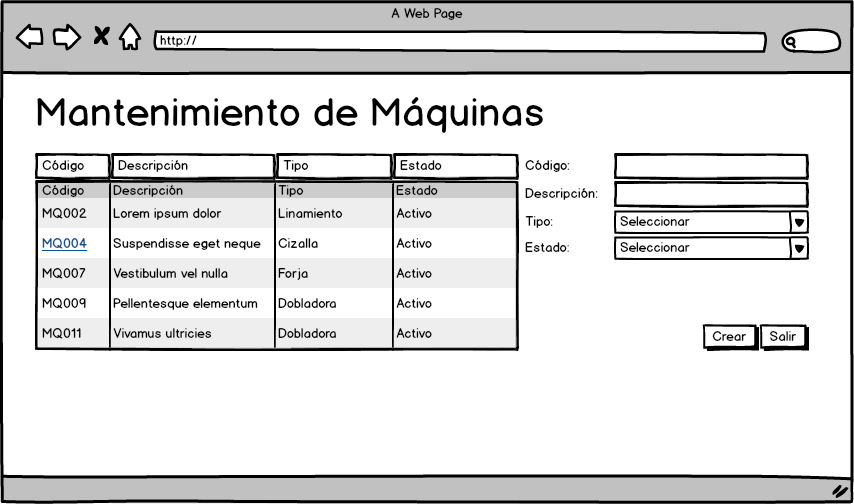 A Web Page
http://
Mantenimiento de Máquinas
Código Descripción Tipo Estado
Código Descripción Tipo Estado
MQ002 Lorem ipsum dolor Linamiento Activo
MQ004 Suspendisse eget neque Cizalla Activo
MQ007 Vestibulum vel nulla Forja Activo
MQ009 Pellentesque elementum Dobladora Activo
MQ011 Vivamus ultricies Dobladora Activo
Código:
Descripción:
Tipo: Seleccionar
Estado: Seleccionar
Crear Salir